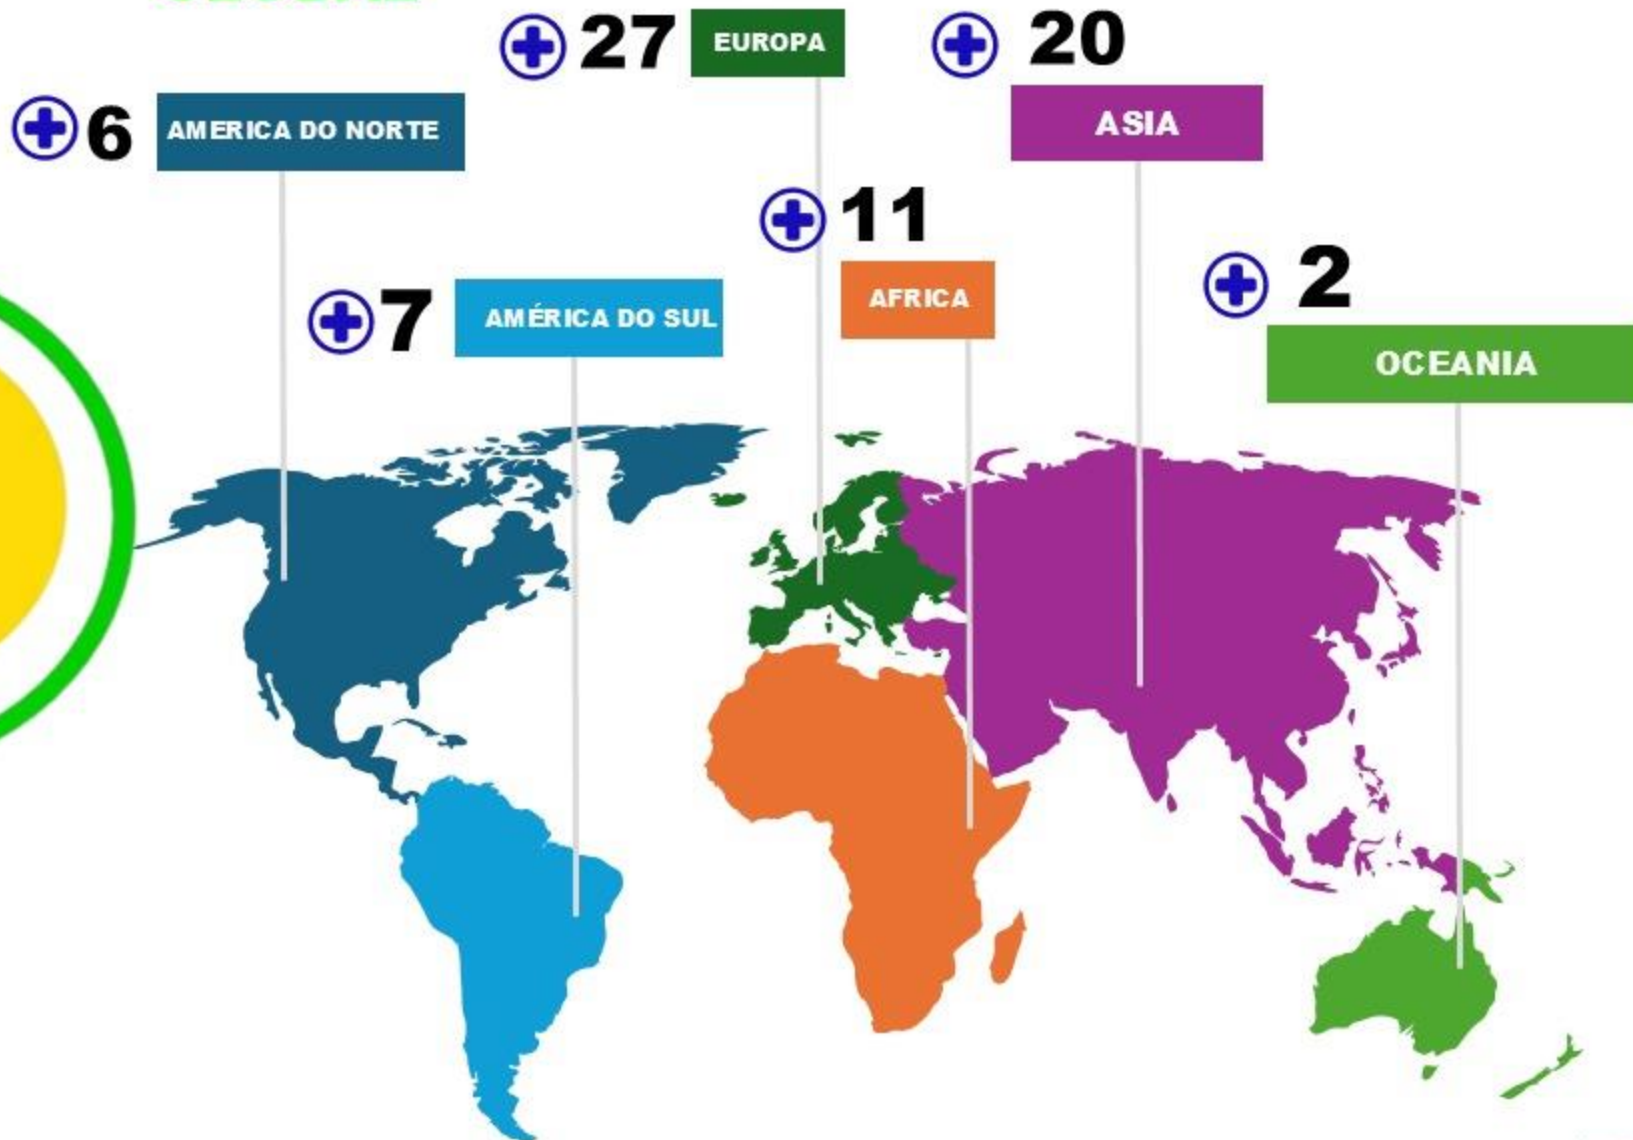 27 EUROPA
20
6 AMERICA DO NORTE
ASIA
11
7 AMÉRICA DO SUL
AFRICA
2
OCEANIA